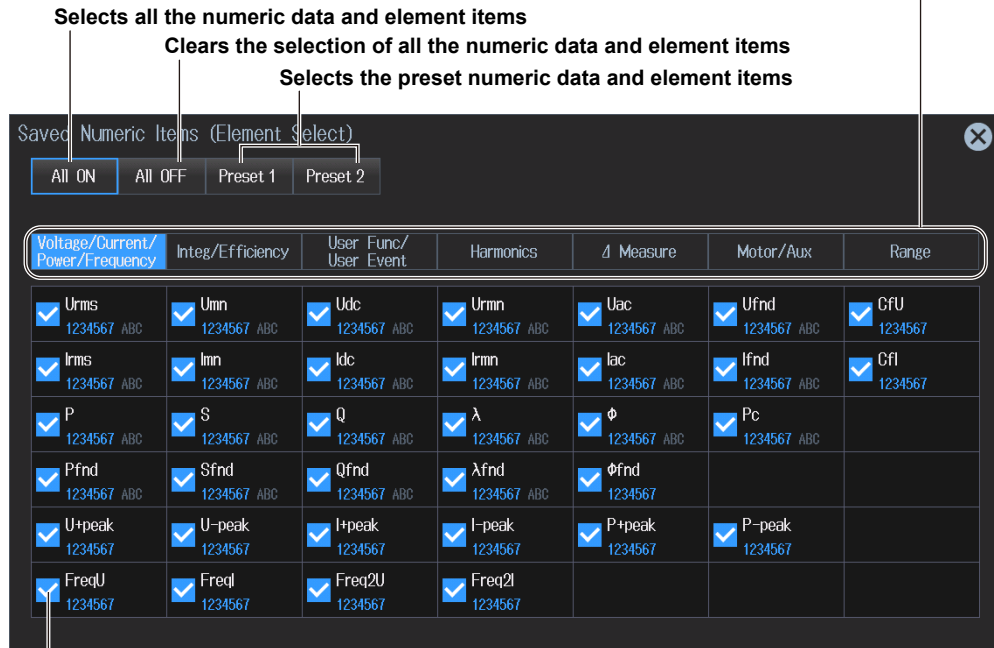 Selects all the numeric data and element items
Clears the selection of all the numeric data and element items
Selects the preset numeric data and element items
Saved Numeric Items (Element Select)
All ON All OFF Preset 1 Preset 2
Voltage/Current/
Power/Frequency
Integ/Efficiency
User Func/
User Event
Harmonics
Δ Measure
Motor/Aux
Range
Urms Umn Udc Urmn Uac Ufnd CfU
1234567 ABC 1234567 ABC 1234567 ABC 1234567 ABC 1234567 ABC 1234567 ABC 1234567
Irms Imn Idc Irmn Iac Ifnd CfI
1234567 ABC 1234567 ABC 1234567 ABC 1234567 ABC 1234567 ABC 1234567 ABC 1234567
P S Q λ Φ Pc
1234567 ABC 1234567 ABC 1234567 ABC 1234567 ABC 1234567 ABC 1234567 ABC
Pfnd Sfnd Qfnd λfnd Φfnd
1234567 ABC 1234567 ABC 1234567 ABC 1234567 ABC 1234567
U+peak U-peak I+peak I-peak P+peak P-peak
1234567 1234567 1234567 1234567 1234567 1234567
FreqU FreqI Freq2U Freq2I
1234567 1234567 1234567 1234567